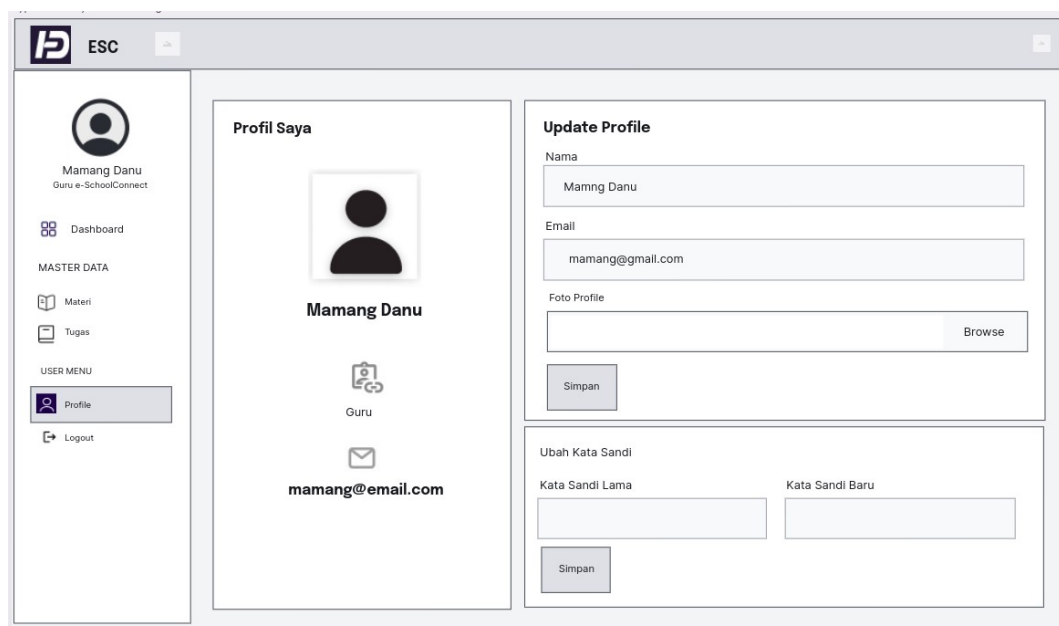 ESC
Mamang Danu
Guru e-SchoolConnect
Dashboard
MASTER DATA
Materi
Tugas
USER MENU
Profile
Logout
Profil Saya
Mamang Danu
Guru
mamang@email.com
Update Profile
Nama
Mamng Danu
Email
mamang@gmail.com
Foto Profile
Browse
Simpan
Ubah Kata Sandi
Kata Sandi Lama
Kata Sandi Baru
Simpan